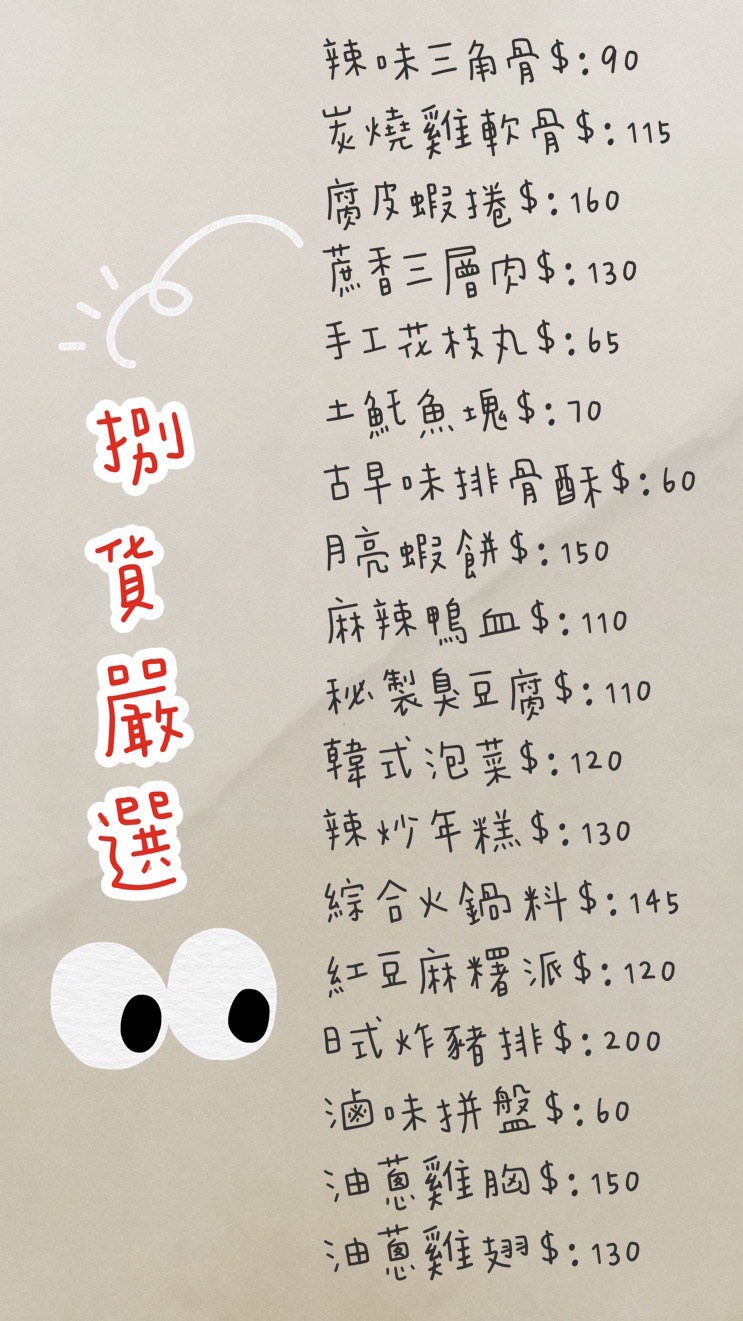 捌貨嚴選
辣味三角骨$:90
炭燒雞軟骨$:115
腐皮蝦捲$:160
蔗香三層肉$:130
手工花枝丸$:65
土魠魚塊$:70
古早味排骨酥$:60
月亮蝦餅$:150
麻辣鴨血$:110
秘製臭豆腐$:110
韓式泡菜$:120
辣炒年糕$:130
綜合火鍋料$:145
紅豆麻糬派$:120
日式炸豬排$:200
滷味拼盤$:60
油蔥雞胸$:150
油蔥雞翅$:130